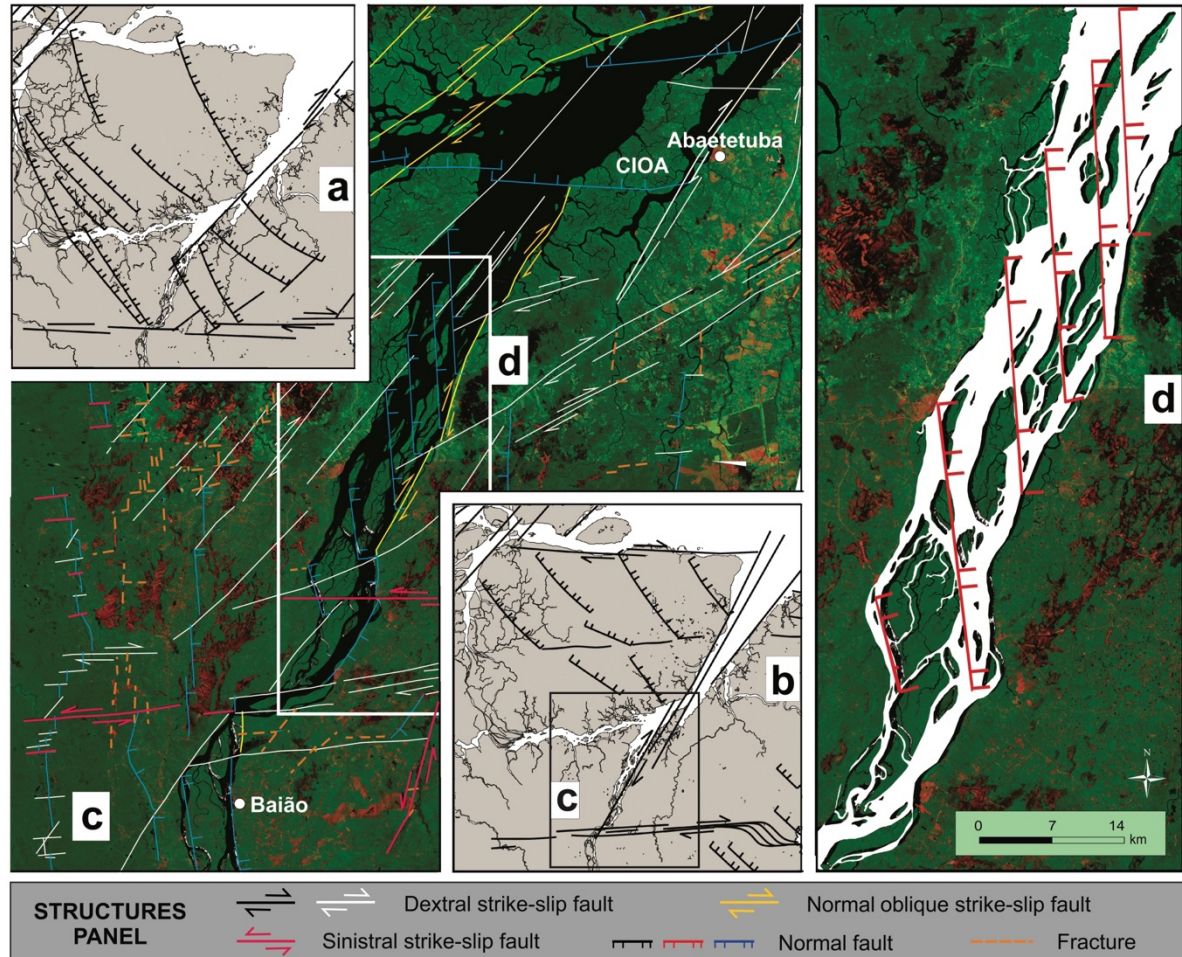 a
Abaetetuba
CIOA
d
d
b
c
c
Baião
N
0 7 14
km
STRUCTURES
PANEL
Dextral strike-slip fault
Normal oblique strike-slip fault
Sinistral strike-slip fault
Normal fault
Fracture